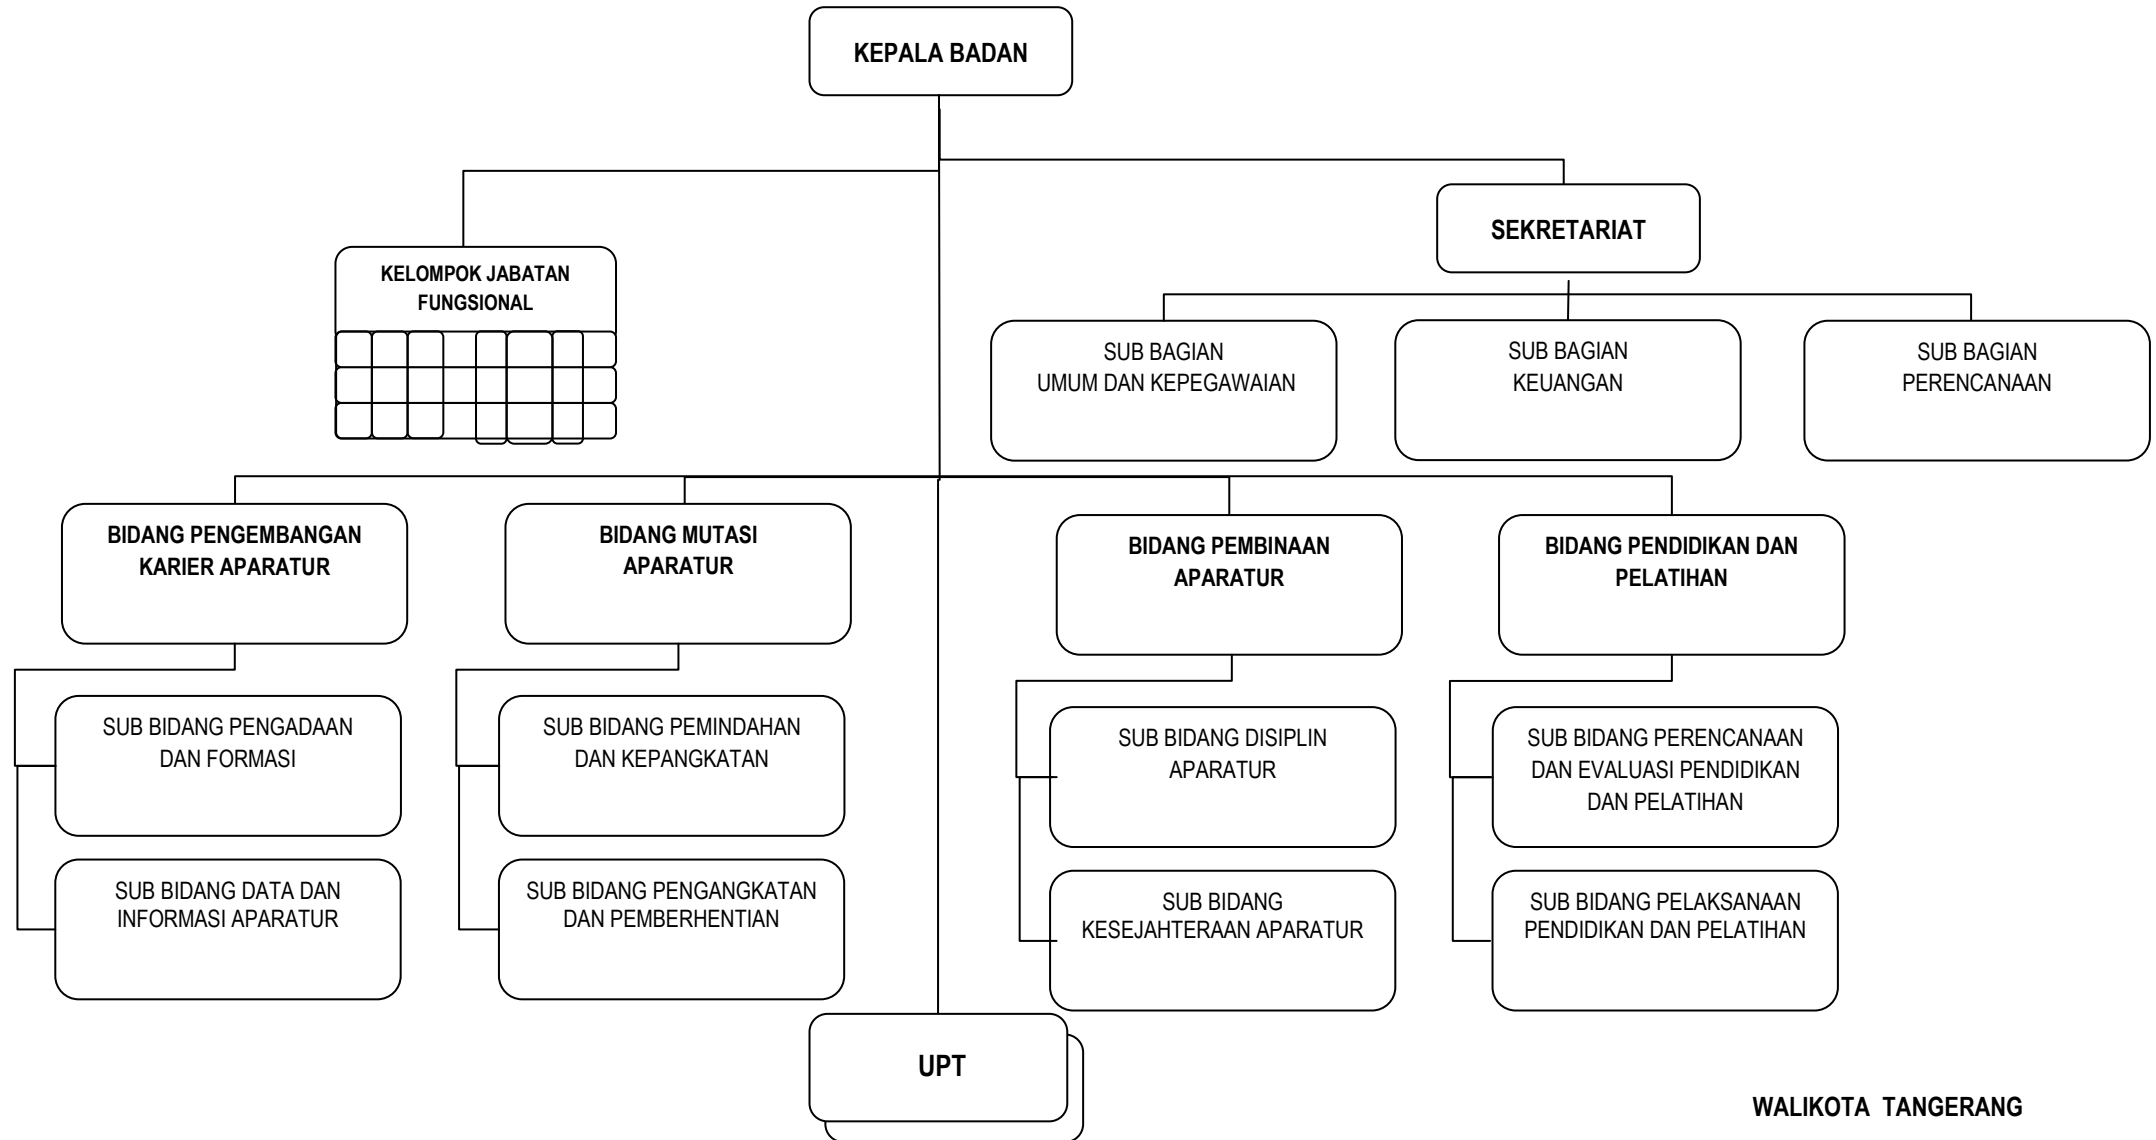 KEPALA BADAN
SEKRETARIAT
KELOMPOK JABATAN
FUNGSIONAL
SUB BAGIAN
UMUM DAN KEPEGAWAIAN
SUB BAGIAN
KEUANGAN
SUB BAGIAN
PERENCANAAN
BIDANG PENGEMBANGAN
KARIER APARATUR
BIDANG MUTASI
APARATUR
BIDANG PEMBINAAN
APARATUR
BIDANG PENDIDIKAN DAN
PELATIHAN
SUB BIDANG PENGADAAN
DAN FORMASI
SUB BIDANG PEMINDAHAN
DAN KEPANGKATAN
SUB BIDANG DISIPLIN
APARATUR
SUB BIDANG PERENCANAAN
DAN EVALUASI PENDIDIKAN
DAN PELATIHAN
SUB BIDANG DATA DAN
INFORMASI APARATUR
SUB BIDANG PENGANGKATAN
DAN PEMBERHENTIAN
SUB BIDANG
KESEJAHTERAAN APARATUR
SUB BIDANG PELAKSANAAN
PENDIDIKAN DAN PELATIHAN
UPT
WALIKOTA TANGERANG